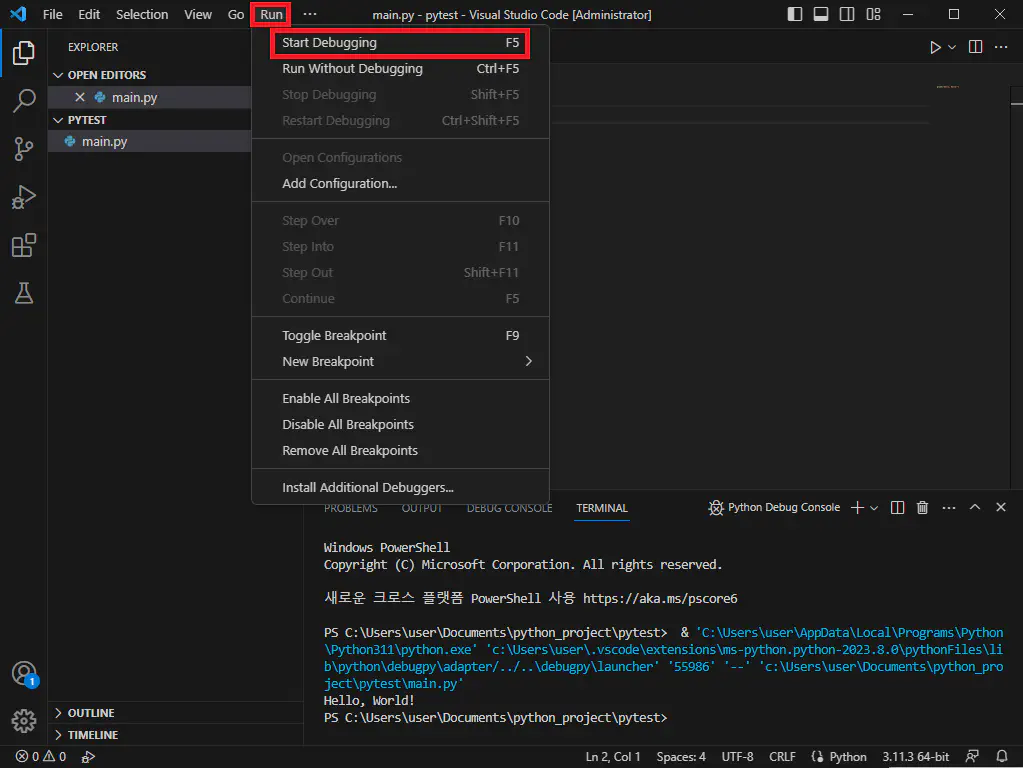 File Edit Selection View Go Run ··· main.py - pytest - Visual Studio Code [Administrator]
EXPLORER
OPEN EDITORS
main.py
PYTEST
main.py
Start Debugging F5
Run Without Debugging Ctrl+F5
Stop Debugging Shift+F5
Restart Debugging Ctrl+Shift+F5
Open Configurations
Add Configuration...
Step Over F10
Step Into F11
Step Out Shift+F11
Continue F5
Toggle Breakpoint F9
New Breakpoint
Enable All Breakpoints
Disable All Breakpoints
Remove All Breakpoints
Install Additional Debuggers...
PROBLEMS OUTPUT DEBUG CONSOLE TERMINAL Python Debug Console
Windows PowerShell
Copyright (C) Microsoft Corporation. All rights reserved.
새로운 크로스 플랫폼 PowerShell 사용 https://aka.ms/pscore6
PS C:\Users\user\Documents\python_project\pytest>  & 'C:\Users\user\AppData\Local\Programs\Python
\Python311\python.exe' 'c:\Users\user\.vscode\extensions\ms-python.python-2023.8.0\pythonFiles\li
b\python\debugpy\adapter/../..\debugpy\launcher' '55986' '--' 'c:\Users\user\Documents\python_pro
ject\pytest\main.py'
Hello, World!
PS C:\Users\user\Documents\python_project\pytest>
1
OUTLINE
TIMELINE
0 0 Ln 2, Col 1 Spaces: 4 UTF-8 CRLF Python 3.11.3 64-bit